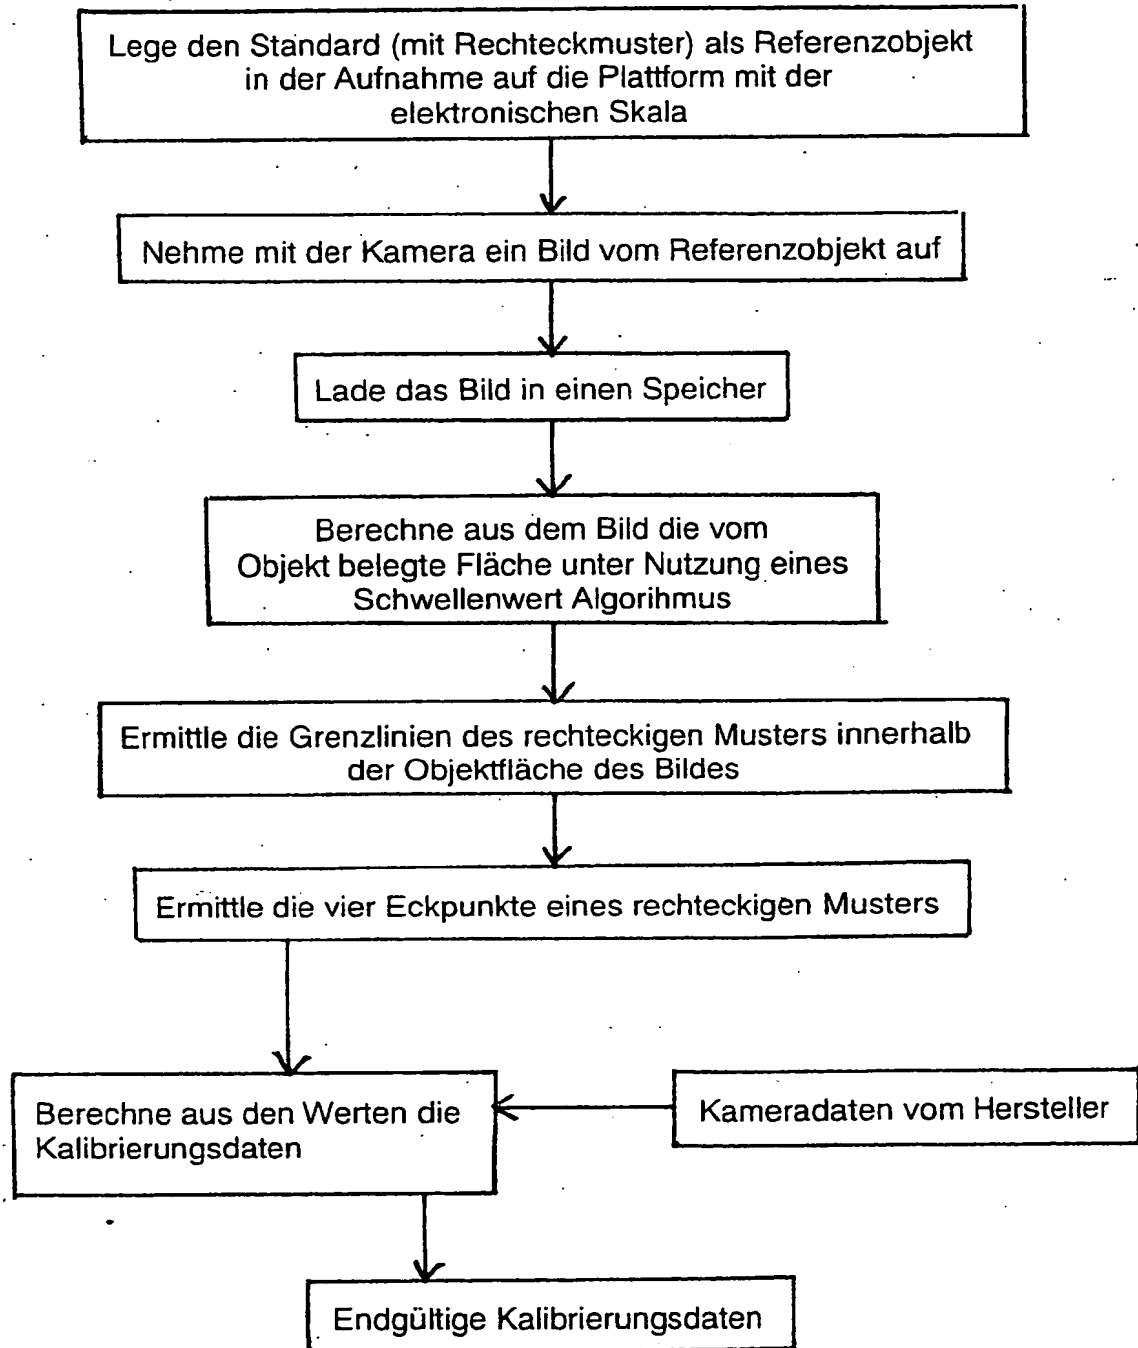 Lege den Standard (mit Rechteckmuster) als Referenzobjekt
in der Aufnahme auf die Plattform mit der
elektronischen Skala
Nehme mit der Kamera ein Bild vom Referenzobjekt auf
Lade das Bild in einen Speicher
Berechne aus dem Bild die vom
Objekt belegte Fläche unter Nutzung eines
Schwellenwert Algorihmus
Ermittle die Grenzlinien des rechteckigen Musters innerhalb
der Objektfläche des Bildes
Ermittle die vier Eckpunkte eines rechteckigen Musters
Berechne aus den Werten die
Kalibrierungsdaten
Kameradaten vom Hersteller
Endgültige Kalibrierungsdaten